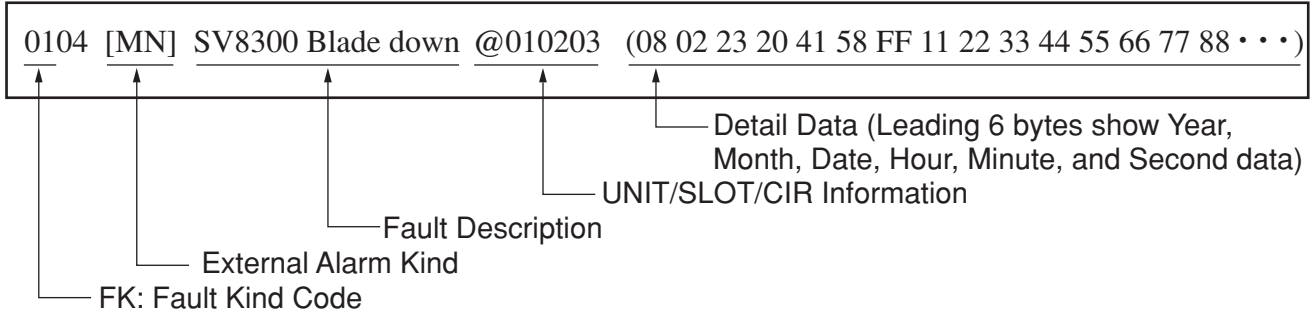 0104 [MN] SV8300 Blade down @010203 (08 02 23 20 41 58 FF 11 22 33 44 55 66 77 88・・・)
Detail Data (Leading 6 bytes show Year,
Month, Date, Hour, Minute, and Second data)
UNIT/SLOT/CIR Information
Fault Description
External Alarm Kind
FK: Fault Kind Code